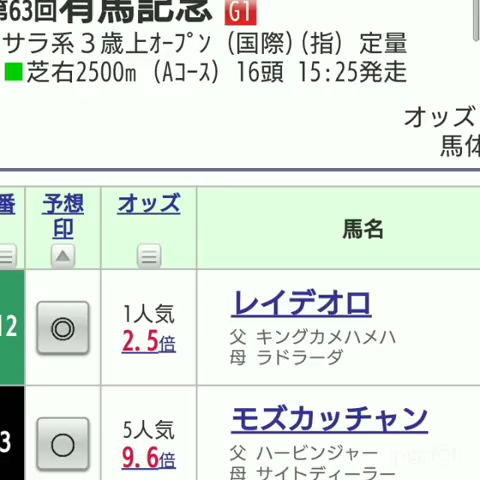 第63回有馬記念 G1
サラ系3歳上オープン (国際)(指) 定量
芝右2500m (Aコース) 16頭 15:25発走
オッズ
馬体
番 予想印 オッズ 馬名
12 ◎ 1人気 2.5倍 レイデオロ
父 キングカメハメハ
母 ラドラーダ
3 ○ 5人気 9.6倍 モズカッチャン
父 ハービンジャー
母 サイトディーラー